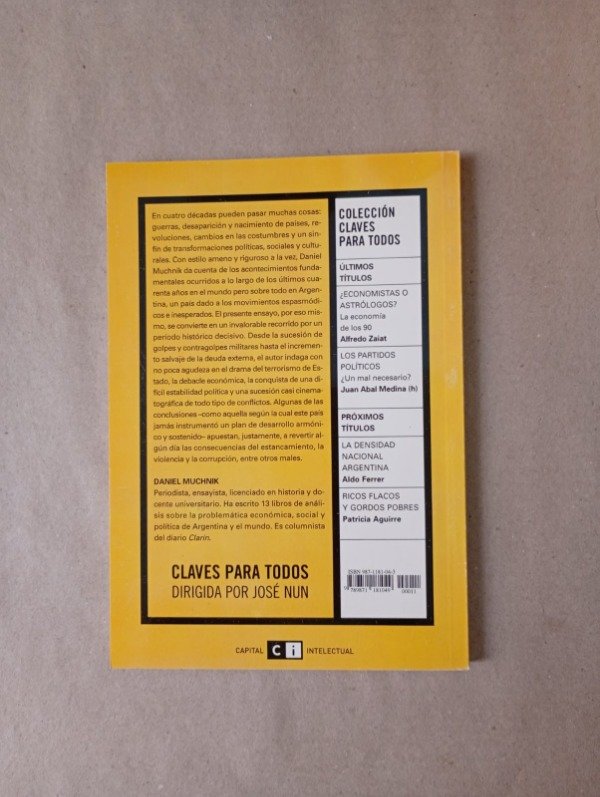 En cuatro décadas pueden pasar muchas cosas:
guerras, desaparición y nacimiento de países, re-
voluciones, cambios en las costumbres y un sin-
fín de transformaciones políticas, sociales y cultu-
rales. Con estilo ameno y riguroso a la vez, Daniel
Muchnik da cuenta de los acontecimientos funda-
mentales ocurridos a lo largo de los últimos cua-
renta años en el mundo pero sobre todo en Argen-
tina, un país dado a los movimientos espasmódi-
cos e inesperados. El presente ensayo, por eso mis-
mo, se convierte en un invalorable recorrido por un
período histórico decisivo. Desde la sucesión de
golpes y contragolpes militares hasta el incremen-
to salvaje de la deuda externa, el autor indaga con
no poca agudeza en el drama del terrorismo de Es-
tado, la debacle económica, la conquista de una di-
fícil estabilidad política y una sucesión casi cinema-
tográfica de todo tipo de conflictos. Algunas de las
conclusiones –como aquella según la cual este país
jamás instrumentó un plan de desarrollo armóni-
co y sostenido– apuestan, justamente, a revertir al-
gún día las consecuencias del estancamiento, la
violencia y la corrupción, entre otros males.
DANIEL MUCHNIK
Periodista, ensayista, licenciado en historia y do-
cente universitario. Ha escrito 13 libros de análi-
sis sobre la problemática económica, social y
política de Argentina y el mundo. Es columnista
del diario Clarín.
CLAVES PARA TODOS
DIRIGIDA POR JOSÉ NUN
COLECCIÓN
CLAVES
PARA TODOS
ÚLTIMOS
TÍTULOS
¿ECONOMISTAS O
ASTRÓLOGOS?
La economía
de los 90
Alfredo Zaiat
LOS PARTIDOS
POLÍTICOS
¿Un mal necesario?
Juan Abal Medina (h)
PRÓXIMOS
TÍTULOS
LA DENSIDAD
NACIONAL
ARGENTINA
Aldo Ferrer
RICOS FLACOS
Y GORDOS POBRES
Patricia Aguirre
ISBN 987-1181-04-3
9 789871 181049 00011
CAPITAL Ci INTELECTUAL